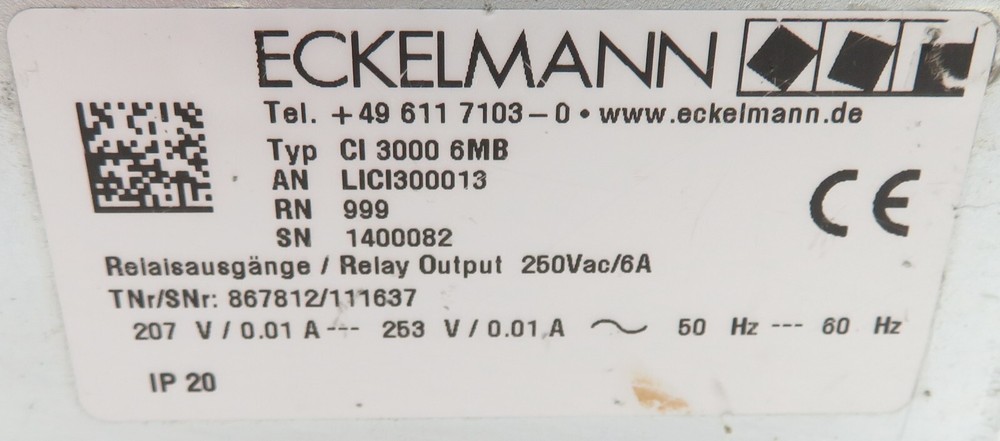 ECKELMANN
Tel. +49 611 7103-0 • www.eckelmann.de
Typ CI 3000 6MB
AN LICI300013
RN 999
SN 1400082
Relaisausgänge / Relay Output 250Vac/6A
TNr/SNr: 867812/111637
207 V / 0.01 A --- 253 V / 0.01 A ~ 50 Hz --- 60 Hz
IP 20
CE